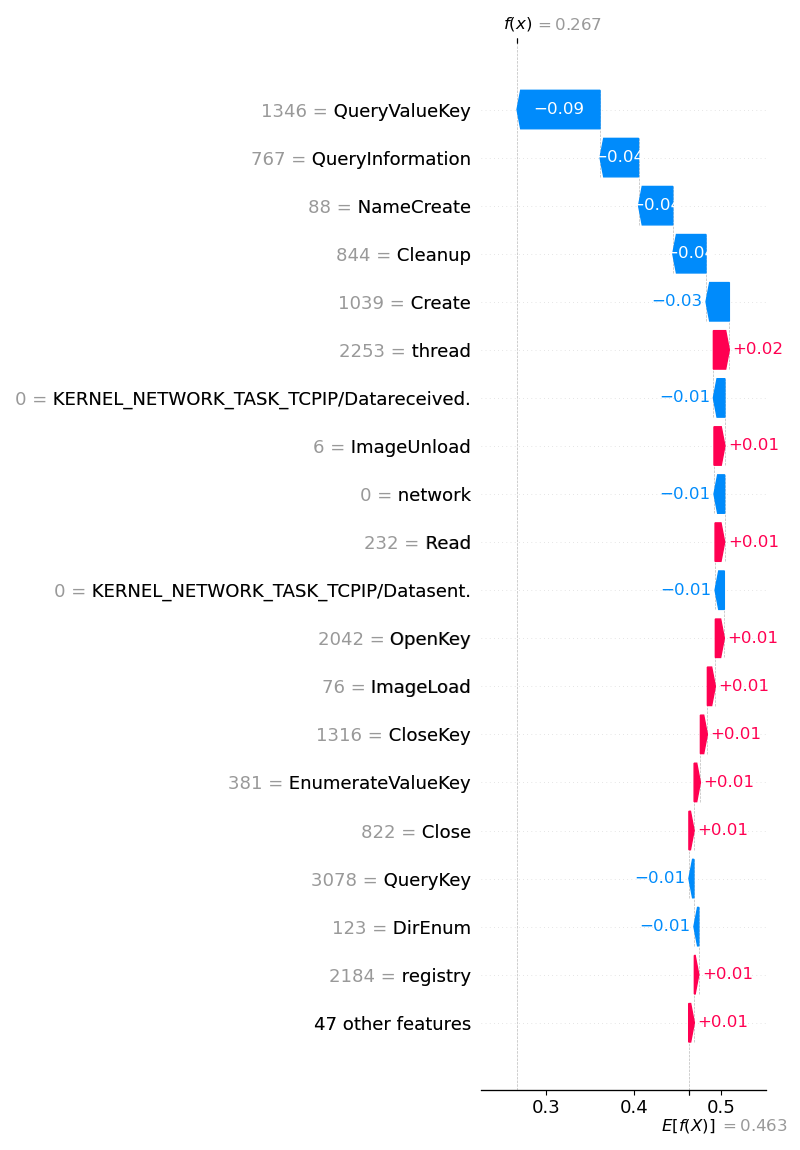 f(x) = 0.267
1346 = QueryValueKey −0.09
767 = QueryInformation −0.04
88 = NameCreate −0.04
844 = Cleanup −0.04
1039 = Create −0.03
2253 = thread +0.02
0 = KERNEL_NETWORK_TASK_TCPIP/Datareceived. −0.01
6 = ImageUnload +0.01
0 = network −0.01
232 = Read +0.01
0 = KERNEL_NETWORK_TASK_TCPIP/Datasent. −0.01
2042 = OpenKey +0.01
76 = ImageLoad +0.01
1316 = CloseKey +0.01
381 = EnumerateValueKey +0.01
822 = Close +0.01
3078 = QueryKey −0.01
123 = DirEnum −0.01
2184 = registry +0.01
47 other features +0.01
0.3 0.4 0.5
E[f(X)] = 0.463